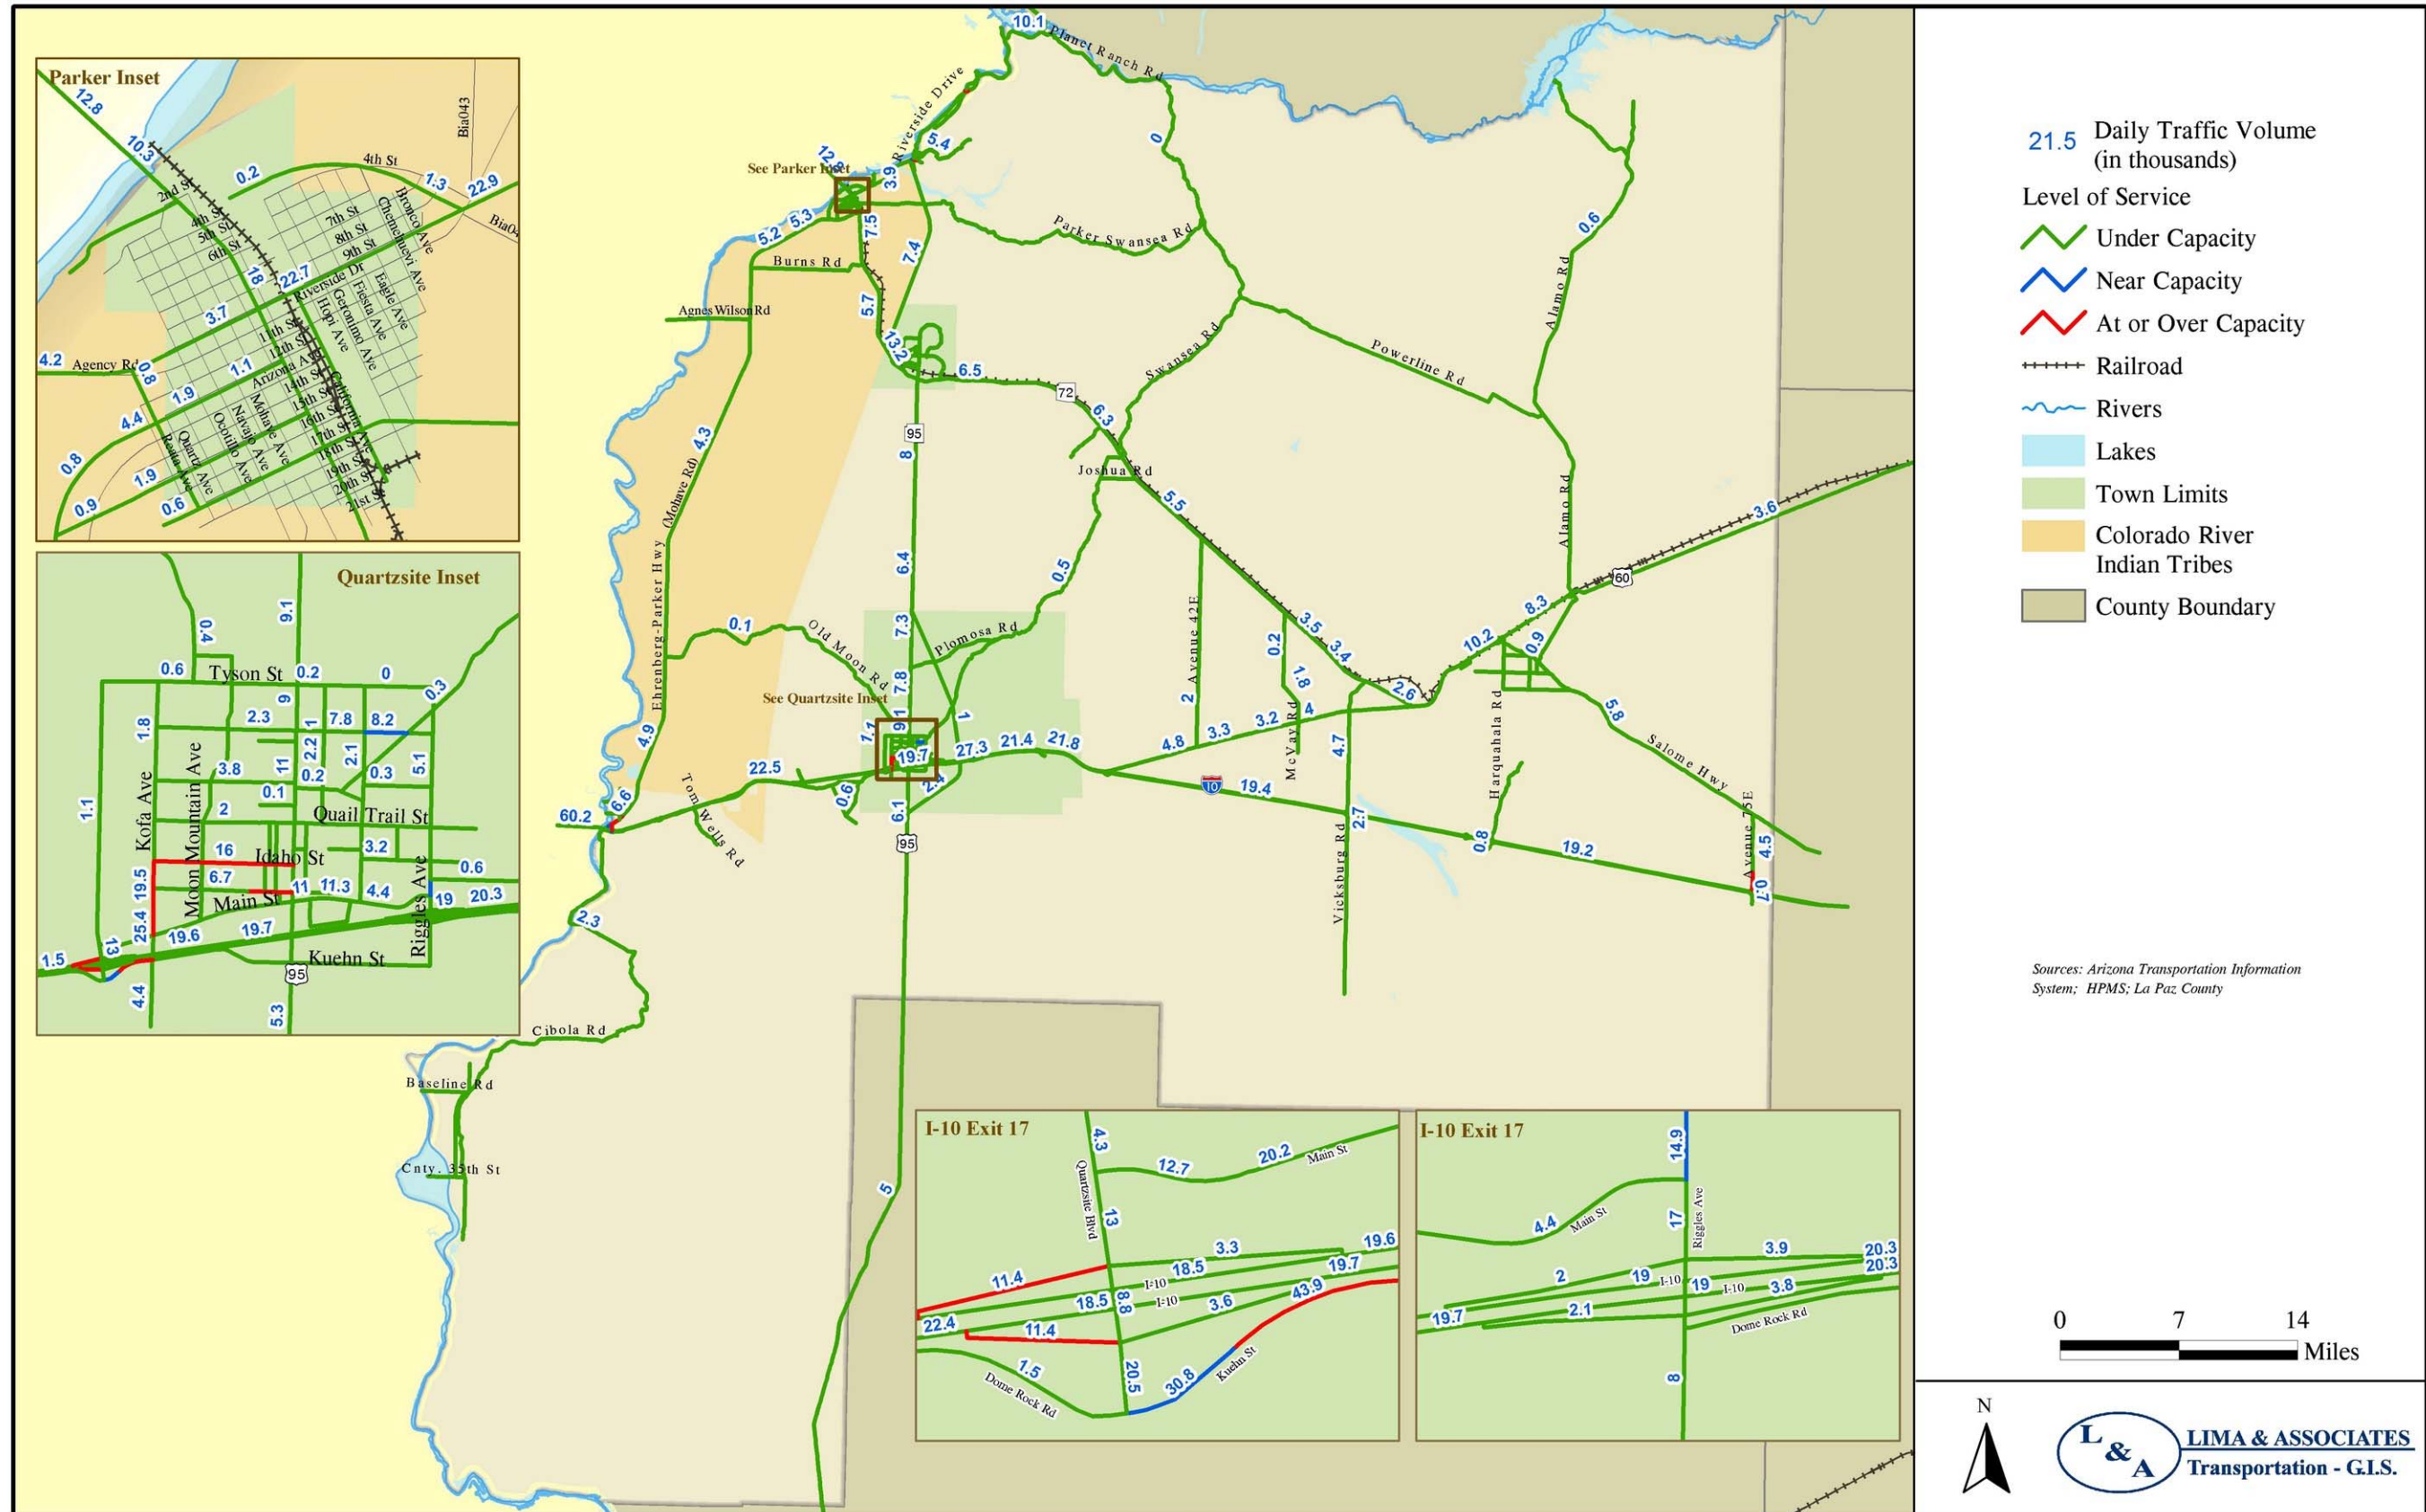 10.1
Planet Ranch Rd
Riverside Drive
5.4
0
12.8
See Parker Inset
3.9
5.3
5.2
7.5
7.4
Parker Swansea Rd
0.6
Burns Rd
Agnes Wilson Rd
5.7
13.2
Alamo Rd
Swansea Rd
Powerline Rd
6.5
72
6.3
95
8
4.3
Joshua Rd
5.5
(Mohave Rd)
Ehrenberg-Parker Hwy
6.4
0.5
Alamo Rd
3.6
60
8.3
Avenue 42E
0.1
Old Moon Rd
7.3
Plomosa Rd
3.5
0.2
3.4
10.2
0.9
See Quartzsite Inset
7.8
1.8
2.6
2
9.1
1
1.1
4
5.8
4.9
3.2
3.3
4.8
McVay Rd
Harquahala Rd
Salome Hwy
19.7
27.3
21.4
21.8
4.7
22.5
0.6
2.4
10
19.4
Tom Wells Rd
6.6
60.2
6.1
95
2.7
Vicksburg Rd
0.8
19.2
Avenue 75E
4.5
0.7
2.3
Cibola Rd
Baseline Rd
Cnty. 35th St
5
Parker Inset
12.8
10.3
Bia043
4th St
0.2
1.3
22.9
2nd St
4th St
5th St
6th St
7th St
8th St
9th St
Bronco Ave
Chemehuevi Ave
18
22.7
Riverside Dr
Eagle Ave
Fiesta Ave
Geronimo Ave
Hopi Ave
3.7
11th St
12th St
Arizona Ave
14th St
15th St
16th St
17th St
18th St
19th St
20th St
21st St
California Ave
4.2
Agency Rd
0.8
1.1
1.9
4.4
Mohave Ave
Navajo Ave
Ocotillo Ave
Quartz Ave
Reata Ave
0.8
1.9
0.9
0.6
Quartzsite Inset
0.4
9.1
0.6
Tyson St
0.2
0
0.3
9
1.8
2.3
1
7.8
8.2
2.2
2.1
5.1
Kofa Ave
Moon Mountain Ave
3.8
11
0.2
0.3
1.1
0.1
2
Quail Trail St
16
Idaho St
3.2
0.6
19.5
6.7
11
11.3
4.4
Riggles Ave
Main St
19
20.3
25.4
13
19.6
19.7
1.5
Kuehn St
95
4.4
5.3
I-10 Exit 17
4.3
12.7
20.2
Main St
Quartzsite Blvd
13
3.3
19.6
11.4
18.5
19.7
I-10
18.5
8.8
I-10
3.6
43.9
22.4
11.4
1.5
Dome Rock Rd
20.5
30.8
Kuehn St
I-10 Exit 17
14.9
4.4
Main St
17
Riggles Ave
3.9
20.3
20.3
2
19
I-10
19
I-10
3.8
19.7
2.1
Dome Rock Rd
8
21.5
Daily Traffic Volume
(in thousands)
Level of Service
Under Capacity
Near Capacity
At or Over Capacity
Railroad
Rivers
Lakes
Town Limits
Colorado River
Indian Tribes
County Boundary
Sources: Arizona Transportation Information
System; HPMS; La Paz County
0 7 14
Miles
N
L & A
LIMA & ASSOCIATES
Transportation - G.I.S.